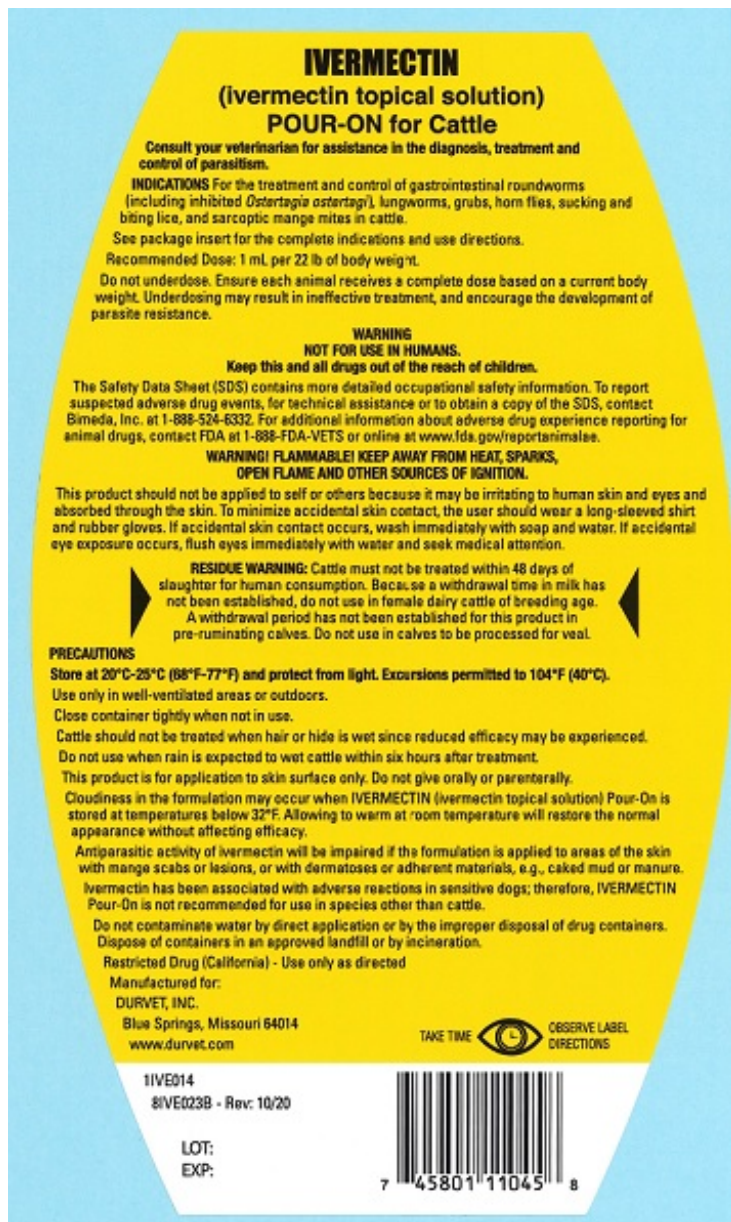 IVERMECTIN
(ivermectin topical solution)
POUR-ON for Cattle
Consult your veterinarian for assistance in the diagnosis, treatment and
control of parasitism.
INDICATIONS For the treatment and control of gastrointestinal roundworms
(including inhibited Ostertagia ostertagi), lungworms, grubs, horn flies, sucking and
biting lice, and sarcoptic mange mites in cattle.
See package insert for the complete indications and use directions.
Recommended Dose: 1 mL per 22 lb of body weight.
Do not underdose. Ensure each animal receives a complete dose based on a current body
weight. Underdosing may result in ineffective treatment, and encourage the development of
parasite resistance.
WARNING
NOT FOR USE IN HUMANS.
Keep this and all drugs out of the reach of children.
The Safety Data Sheet (SDS) contains more detailed occupational safety information. To report
suspected adverse drug events, for technical assistance or to obtain a copy of the SDS, contact
Bimeda, Inc. at 1-888-524-6332. For additional information about adverse drug experience reporting for
animal drugs, contact FDA at 1-888-FDA-VETS or online at www.fda.gov/reportanimalae.
WARNING! FLAMMABLE! KEEP AWAY FROM HEAT, SPARKS,
OPEN FLAME AND OTHER SOURCES OF IGNITION.
This product should not be applied to self or others because it may be irritating to human skin and eyes and
absorbed through the skin. To minimize accidental skin contact, the user should wear a long-sleeved shirt
and rubber gloves. If accidental skin contact occurs, wash immediately with soap and water. If accidental
eye exposure occurs, flush eyes immediately with water and seek medical attention.
RESIDUE WARNING: Cattle must not be treated within 48 days of
slaughter for human consumption. Because a withdrawal time in milk has
not been established, do not use in female dairy cattle of breeding age.
A withdrawal period has not been established for this product in
pre-ruminating calves. Do not use in calves to be processed for veal.
PRECAUTIONS
Store at 20°C-25°C (68°F-77°F) and protect from light. Excursions permitted to 104°F (40°C).
Use only in well-ventilated areas or outdoors.
Close container tightly when not in use.
Cattle should not be treated when hair or hide is wet since reduced efficacy may be experienced.
Do not use when rain is expected to wet cattle within six hours after treatment.
This product is for application to skin surface only. Do not give orally or parenterally.
Cloudiness in the formulation may occur when IVERMECTIN (ivermectin topical solution) Pour-On is
stored at temperatures below 32°F. Allowing to warm at room temperature will restore the normal
appearance without affecting efficacy.
Antiparasitic activity of ivermectin will be impaired if the formulation is applied to areas of the skin
with mange scabs or lesions, or with dermatoses or adherent materials, e.g., caked mud or manure.
Ivermectin has been associated with adverse reactions in sensitive dogs; therefore, IVERMECTIN
Pour-On is not recommended for use in species other than cattle.
Do not contaminate water by direct application or by the improper disposal of drug containers.
Dispose of containers in an approved landfill or by incineration.
Restricted Drug (California) - Use only as directed
Manufactured for:
DURVET, INC.
Blue Springs, Missouri 64014
www.durvet.com
TAKE TIME OBSERVE LABEL
DIRECTIONS
1IVE014
8IVE023B - Rev: 10/20
LOT:
EXP:
7 45801 11045 8